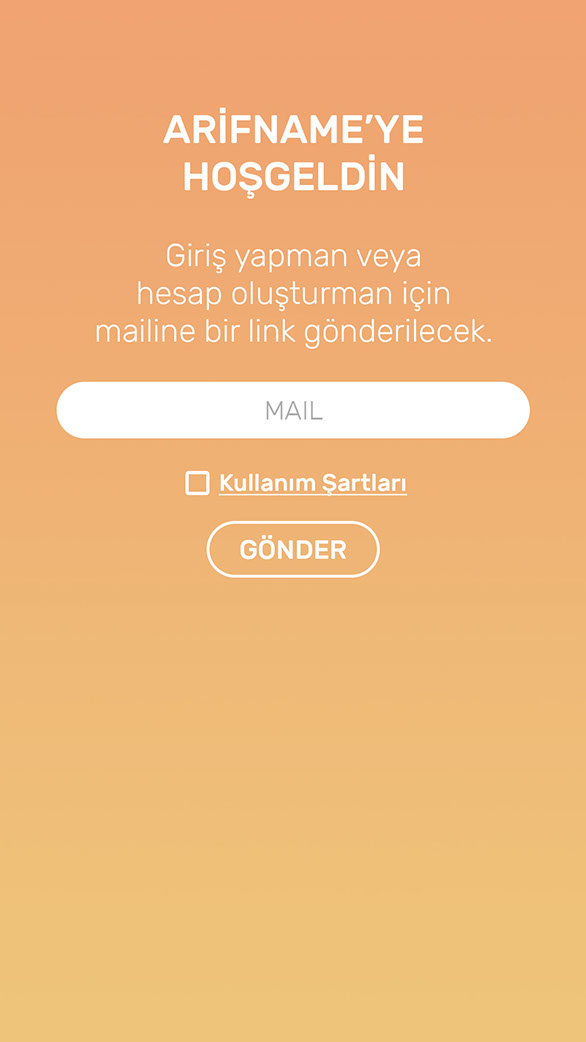 ARİFNAME’YE
HOŞGELDİN
Giriş yapman veya
hesap oluşturman için
mailine bir link gönderilecek.
MAIL
Kullanım Şartları
GÖNDER